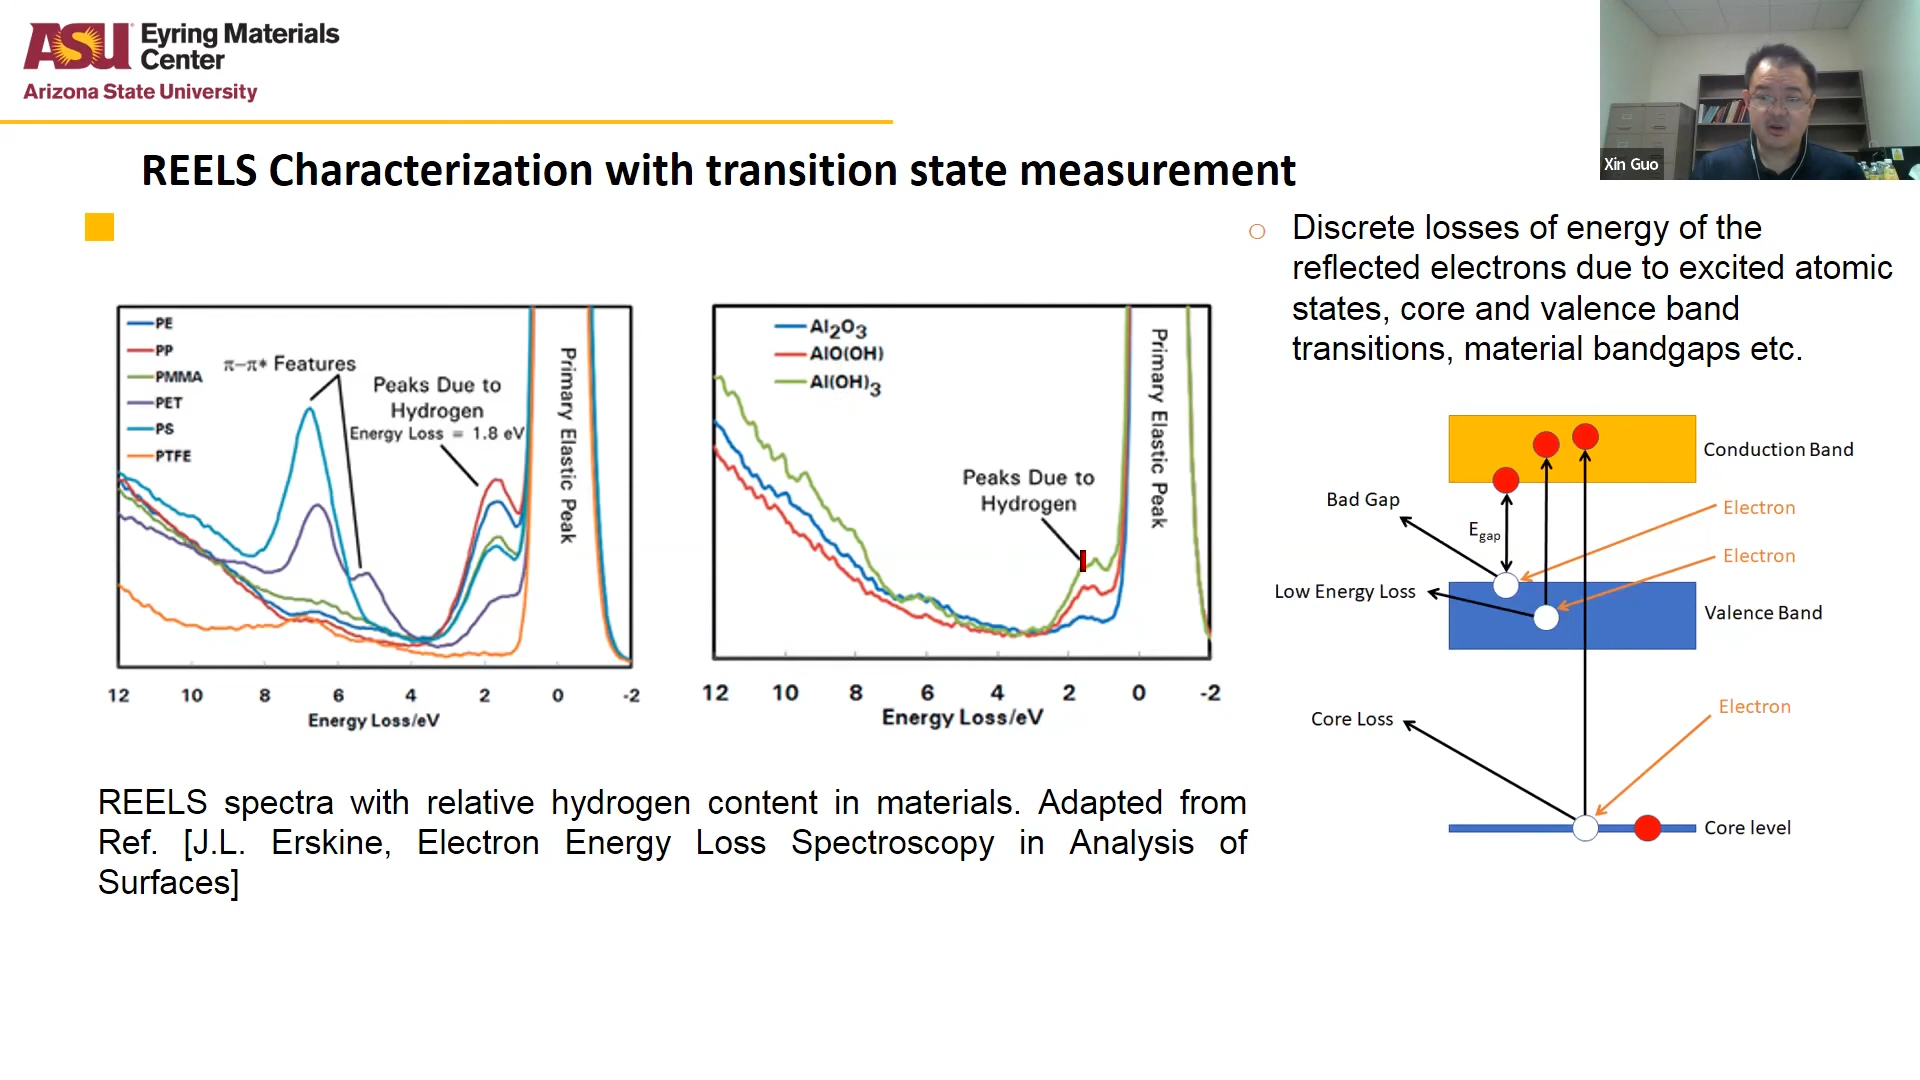 ASU Eyring Materials
Center
Arizona State University
Xin Guo
REELS Characterization with transition state measurement
Discrete losses of energy of the
reflected electrons due to excited atomic
states, core and valence band
transitions, material bandgaps etc.
PE
PP
PMMA
PET
PS
PTFE
π–π* Features
Peaks Due to
Hydrogen
Energy Loss = 1.8 eV
Primary Elastic Peak
12 10 8 6 4 2 0 -2
Energy Loss/eV
Al2O3
AlO(OH)
Al(OH)3
Peaks Due to
Hydrogen
Primary Elastic Peak
12 10 8 6 4 2 0 -2
Energy Loss/eV
Conduction Band
Bad Gap
Egap
Electron
Electron
Low Energy Loss
Valence Band
Electron
Core Loss
Core level
REELS spectra with relative hydrogen content in materials. Adapted from
Ref. [J.L. Erskine, Electron Energy Loss Spectroscopy in Analysis of
Surfaces]